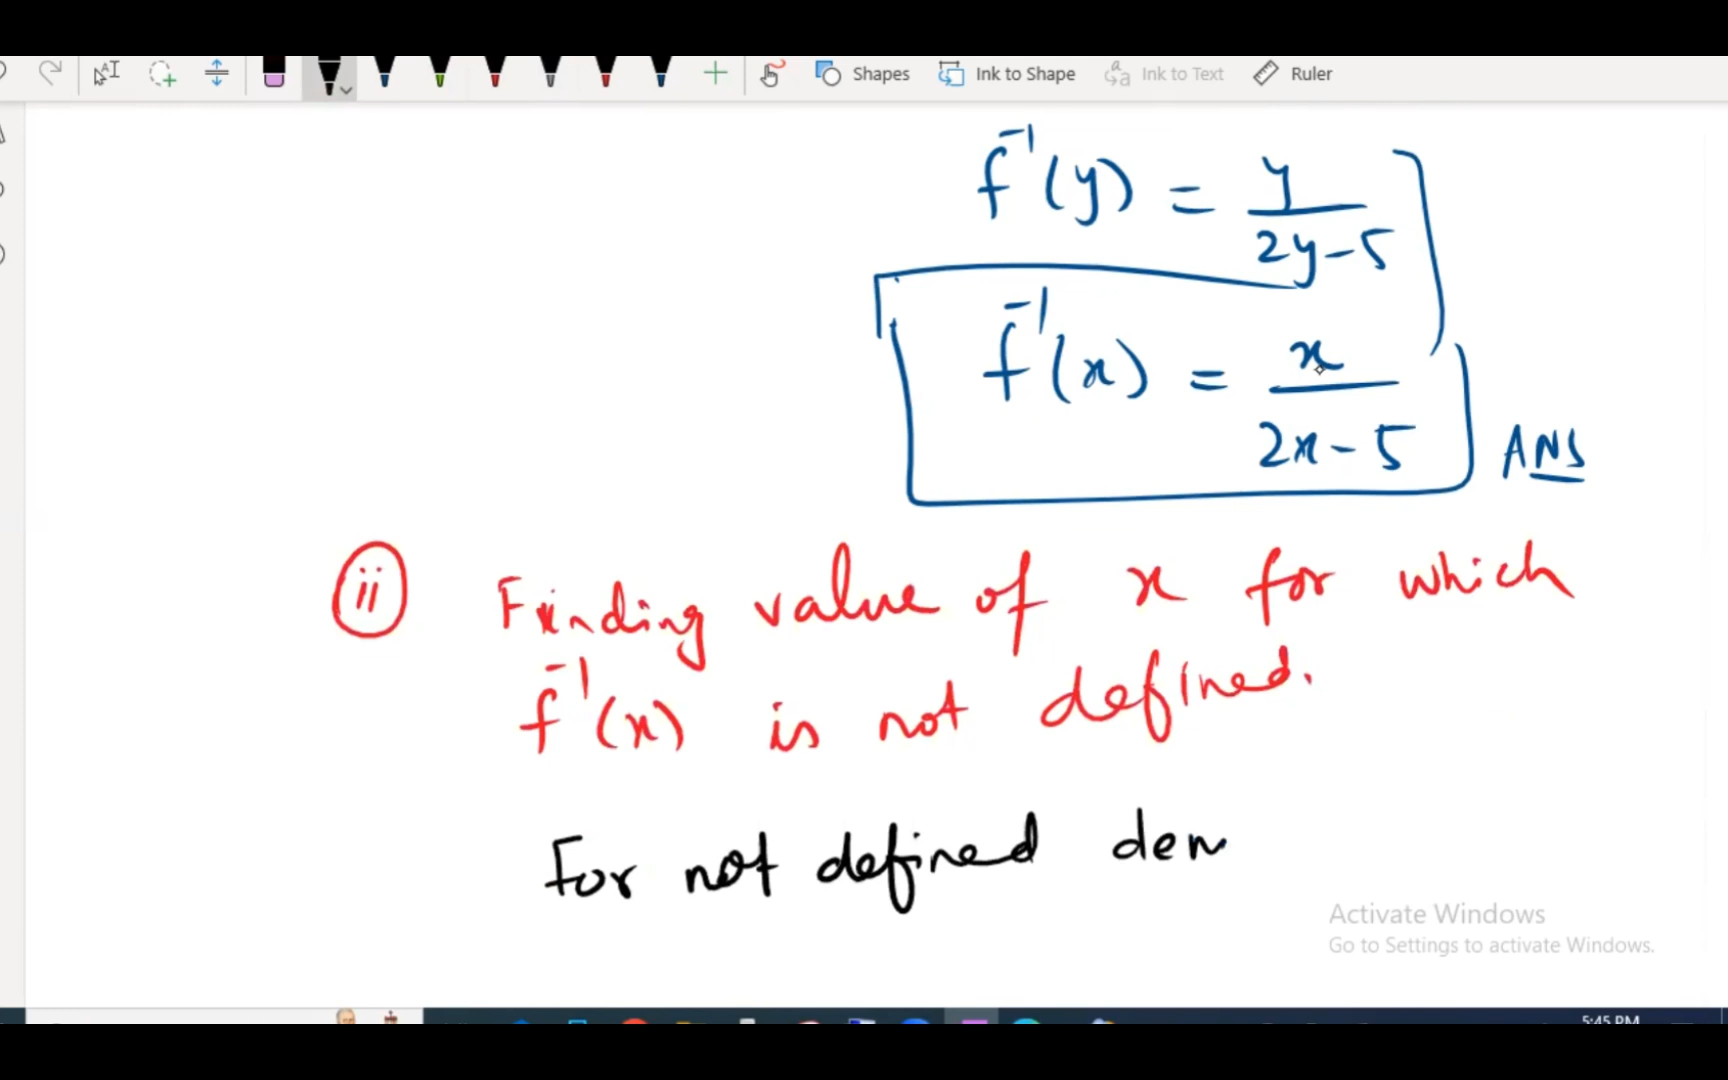 Shapes Ink to Shape Ink to Text Ruler
f⁻¹(y) = y/(2y-5)
f⁻¹(x) = x/(2x-5) ANS
ii Finding value of x for which
f⁻¹(x) is not defined.
For not defined den
Activate Windows
Go to Settings to activate Windows.
5:45 PM